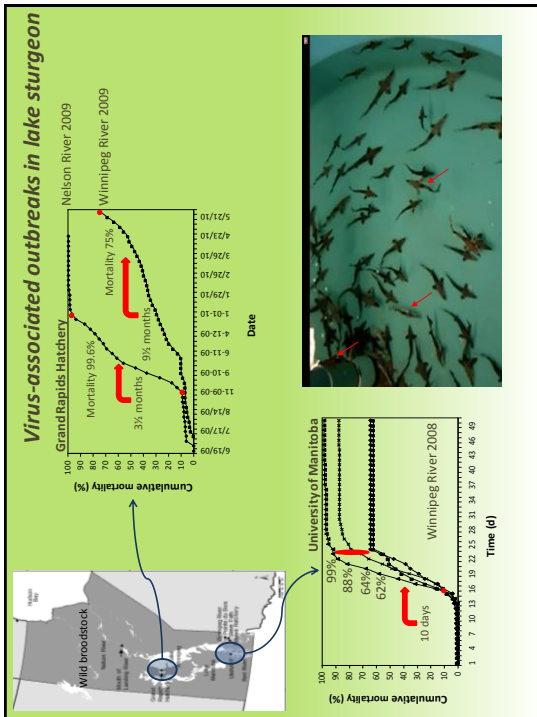 Virus-associated outbreaks in lake sturgeon
Hudson
Bay
Wild broodstock
Nelson River
Grand Rapids Hatchery
Cumulative mortality (%)
100
90
80
70
60
50
40
30
20
10
0
Mortality 99.6%
3½ months
9½ months
Mortality 75%
Nelson River 2009
Winnipeg River 2009
6/19/09
7/17/09
8/14/09
11-09-09
9-10-09
6-11-09
4-12-09
1-01-10
1/29/10
2/26/10
3/26/10
4/23/10
5/21/10
Date
University of Manitoba
Cumulative mortality (%)
100
90
80
70
60
50
40
30
20
10
0
99%
88%
64%
62%
10 days
Winnipeg River 2008
1 4 7 10 13 16 19 22 25 28 31 34 37 40 43 46 49
Time (d)